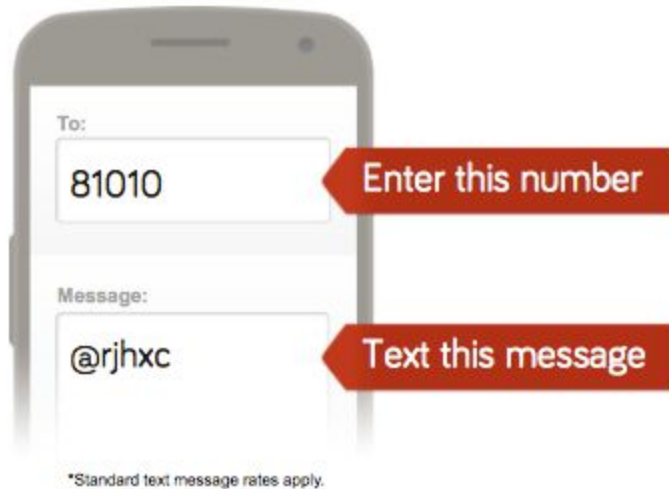 To:
81010
Enter this number
Message:
@rjhxc
Text this message
*Standard text message rates apply.